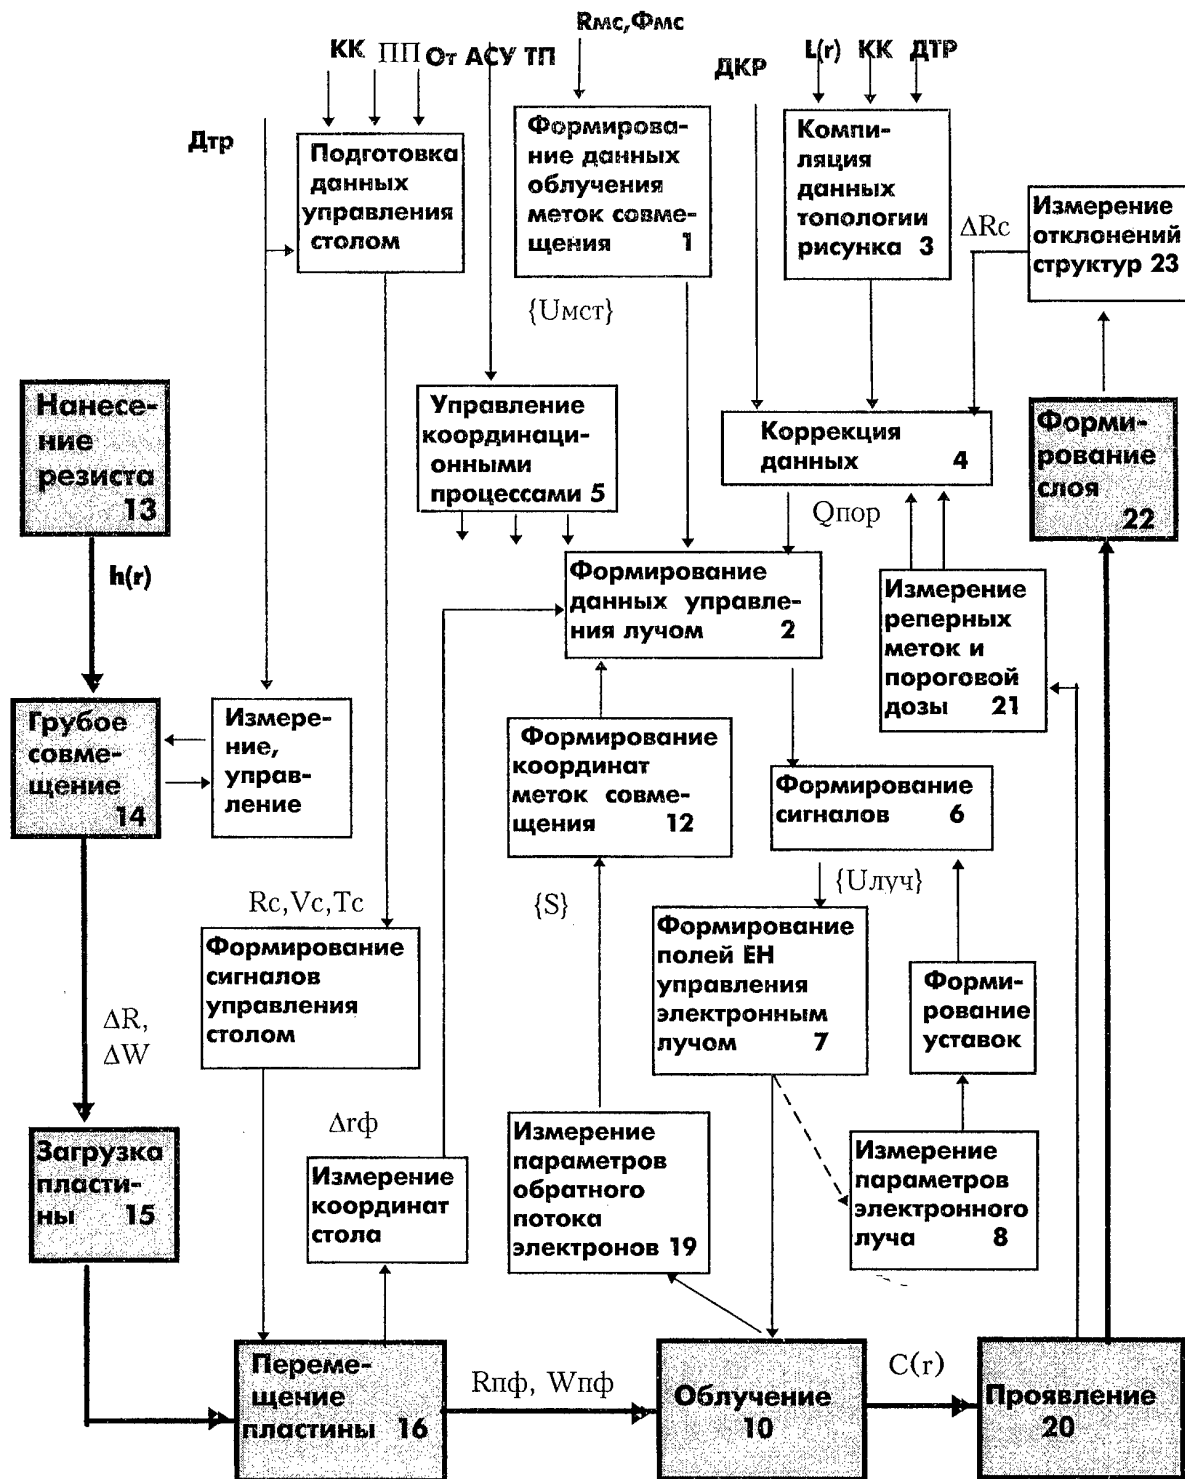 Rмс,Фмс
КК ПП От АСУ ТП
ДКР
L(r) КК ДТР
Дтр
Подготовка
данных
управления
столом
Формирова-
ние данных
облучения
меток совме-
щения 1
Компи-
ляция
данных
топологии
рисунка 3
ΔRс
Измерение
отклонений
структур 23
{Uмст}
Нанесе-
ние
резиста
13
Управление
координаци-
онными
процессами 5
Коррекция
данных 4
Форми-
рование
слоя
22
Qпор
h(r)
Формирование
данных управле-
ния лучом 2
Измерение
реперных
меток и
пороговой
дозы 21
Грубое
совме-
щение
14
Измере-
ние,
управ-
ление
Формирование
координат
меток совме-
щения 12
Формирование
сигналов 6
Rс,Vс,Tс
{S}
{Uлуч}
Формирование
сигналов
управления
столом
Формирование
полей ЕН
управления
электронным
лучом 7
Форми-
рование
уставок
ΔR,
ΔW
Δrф
Загрузка
пласти-
ны 15
Измерение
координат
стола
Измерение
параметров
обратного
потока
электронов 19
Измерение
параметров
электронного
луча 8
Переме-
щение
пластины 16
Rпф, Wпф
Облучение
10
C(r)
Проявление
20